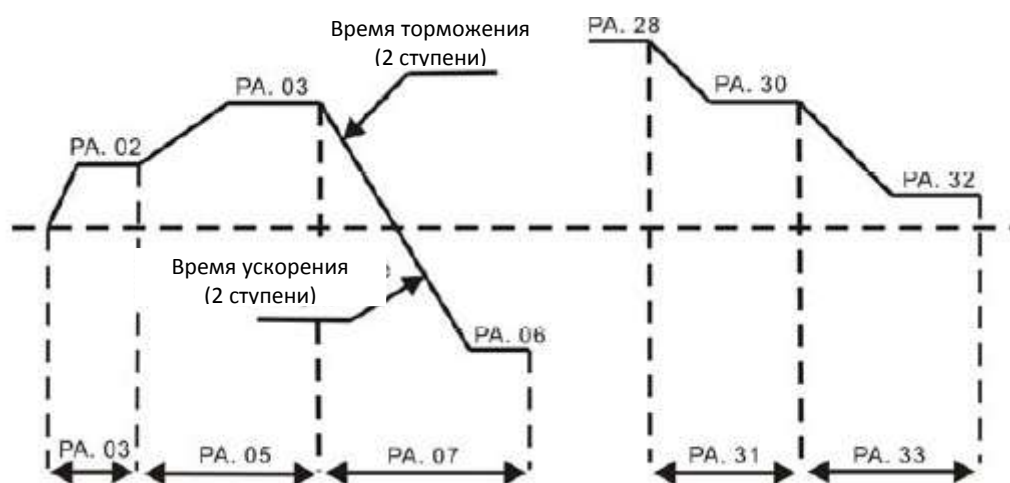 Время торможения
(2 ступени)
PA. 28
PA. 03
PA. 30
PA. 02
PA. 32
Время ускорения
(2 ступени)
PA. 06
PA. 03
PA. 05
PA. 07
PA. 31
PA. 33